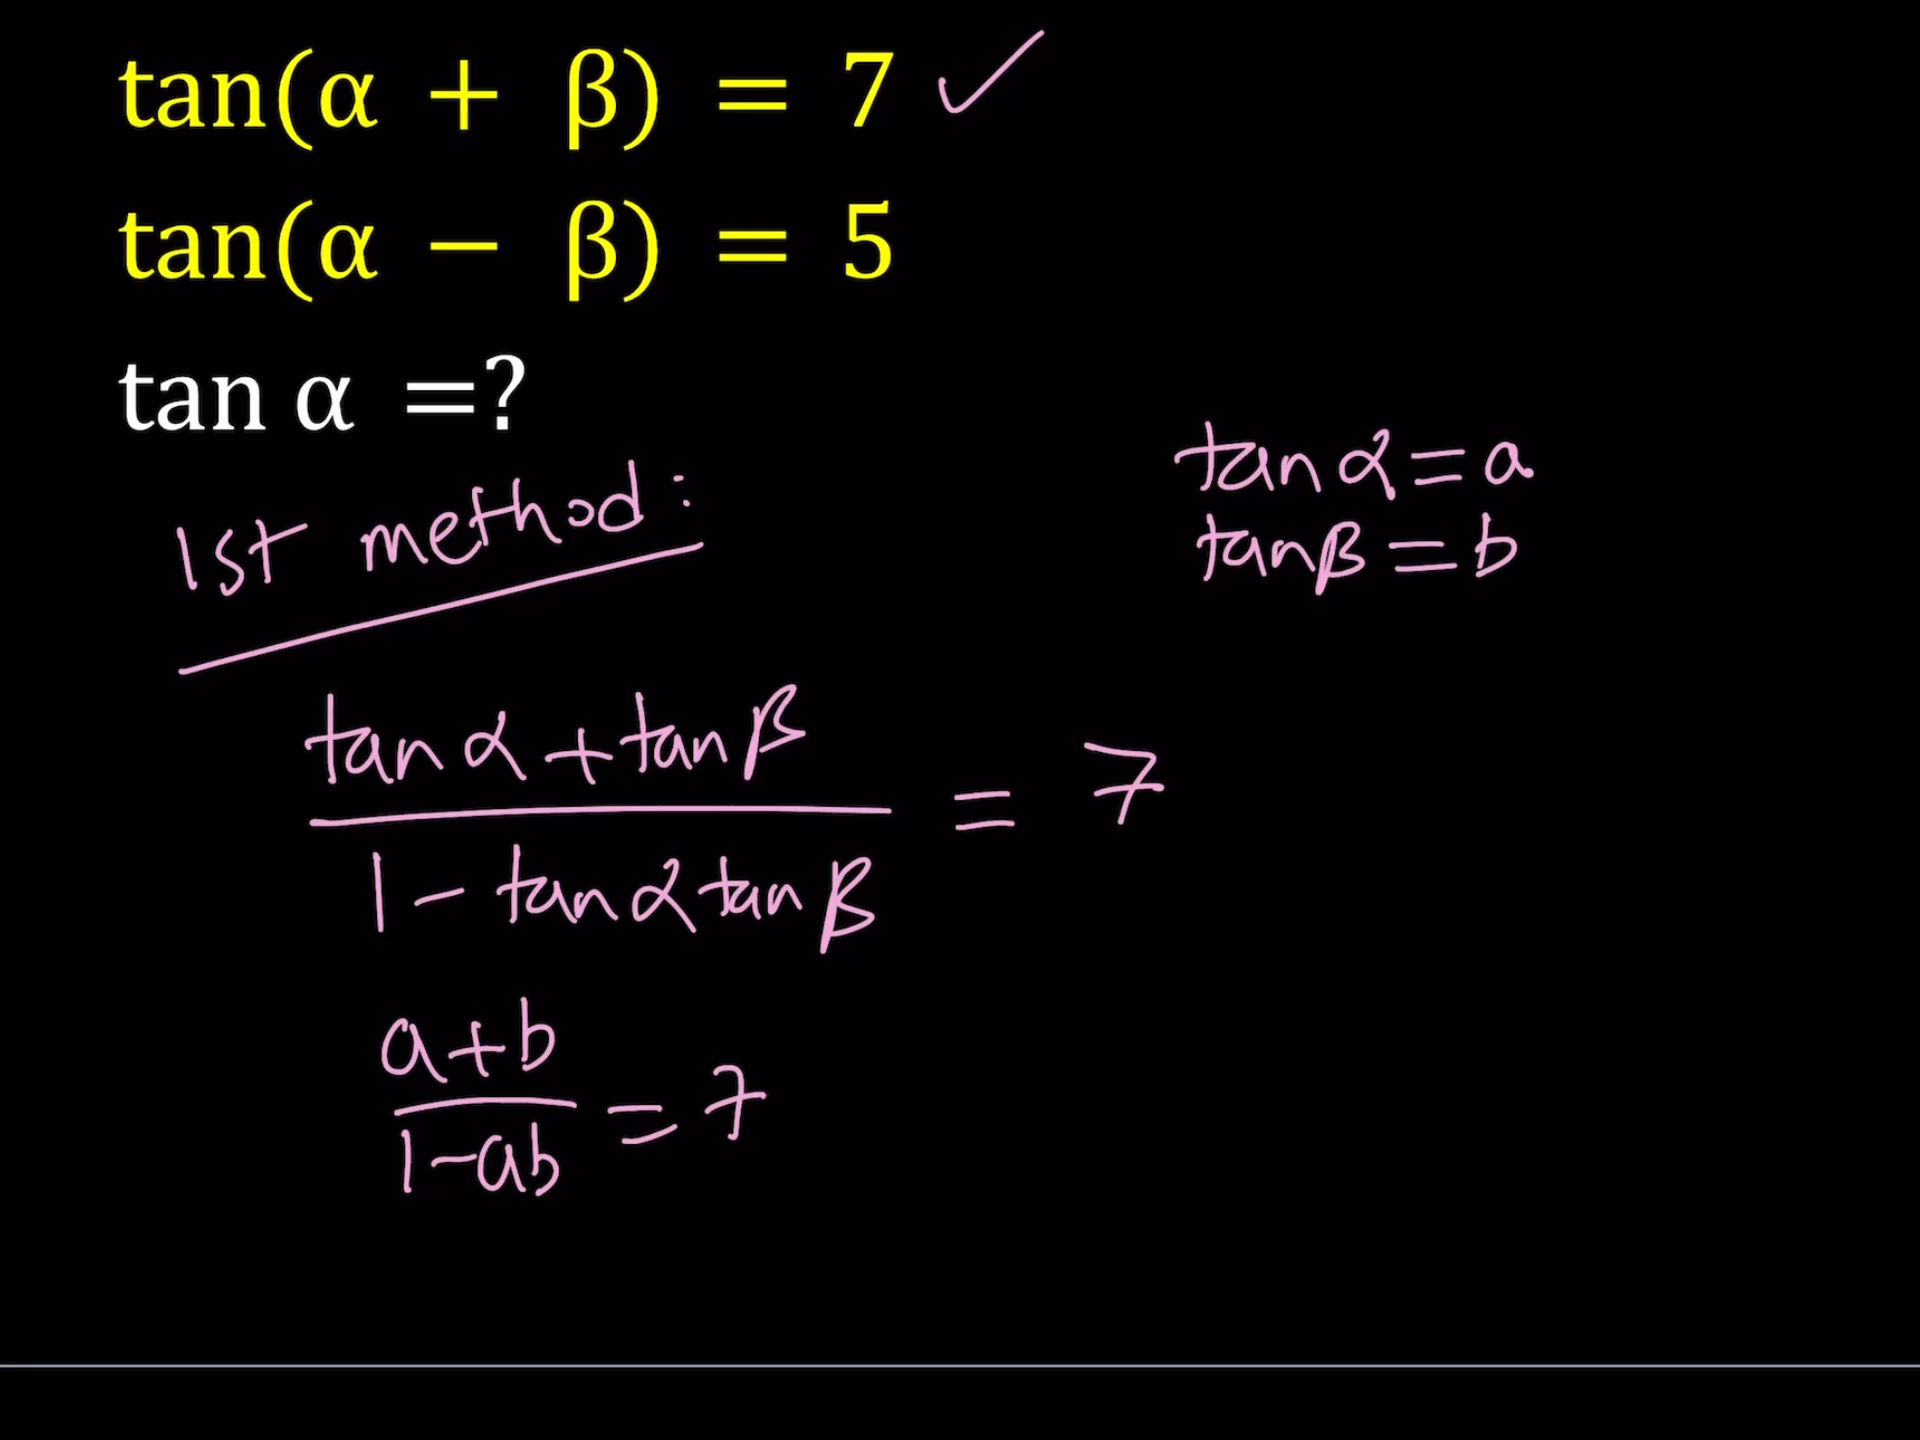 tan(α + β) = 7 ✓
tan(α − β) = 5
tan α =?
tan α = a
tan β = b
1st method:
tan α + tan β
1 − tan α tan β
= 7
a+b
1−ab
= 7